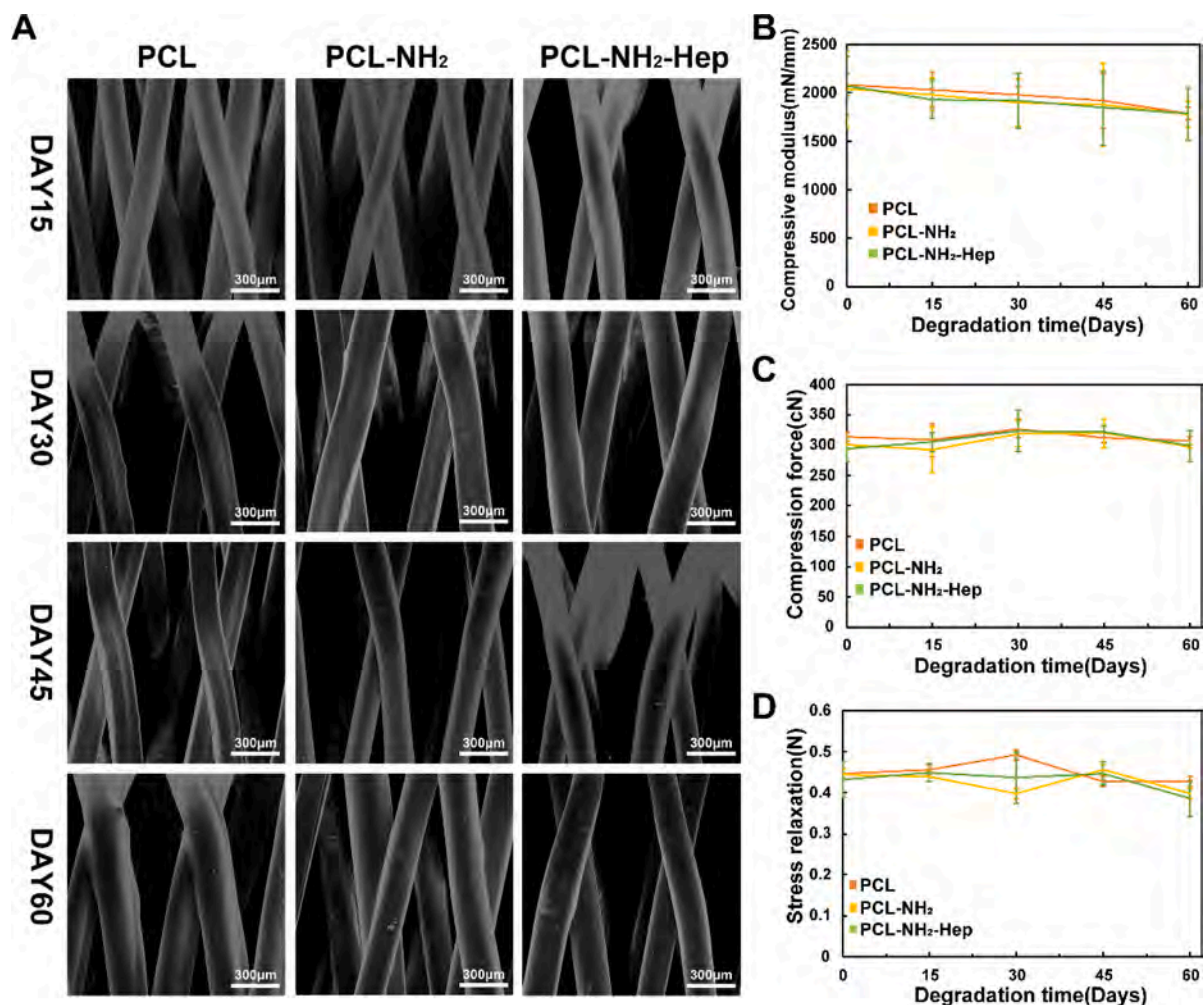 A
PCL
PCL-NH₂
PCL-NH₂-Hep
DAY15
300μm
300μm
300μm
DAY30
300μm
300μm
300μm
DAY45
300μm
300μm
300μm
DAY60
300μm
300μm
300μm
B
Compressive modulus(mN/mm)
2500
2000
1500
1000
500
0
PCL
PCL-NH₂
PCL-NH₂-Hep
0 15 30 45 60
Degradation time(Days)
C
Compression force(cN)
400
350
300
250
200
150
100
50
0
PCL
PCL-NH₂
PCL-NH₂-Hep
0 15 30 45 60
Degradation time(Days)
D
Stress relaxation(N)
0.6
0.5
0.4
0.3
0.2
0.1
0
PCL
PCL-NH₂
PCL-NH₂-Hep
0 15 30 45 60
Degradation time(Days)